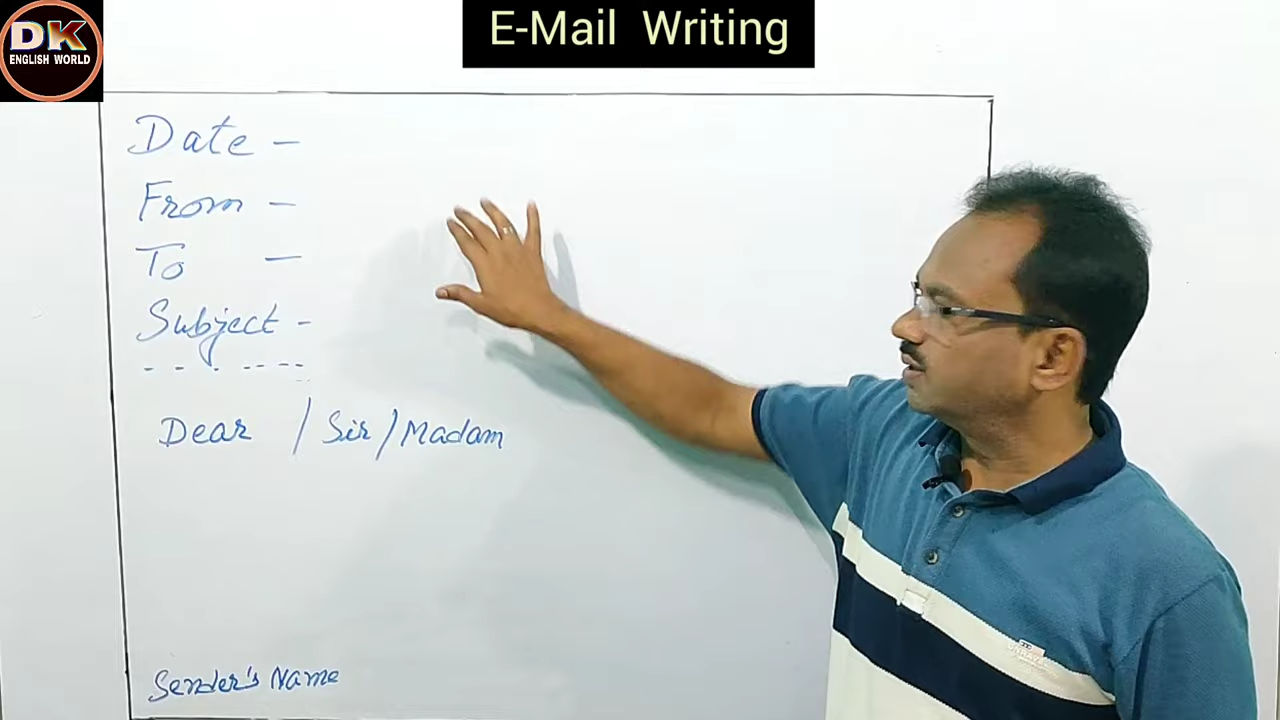 E-Mail Writing
DK
ENGLISH WORLD
Date -
From -
To -
Subject -
Dear / Sir / Madam
Sender's Name